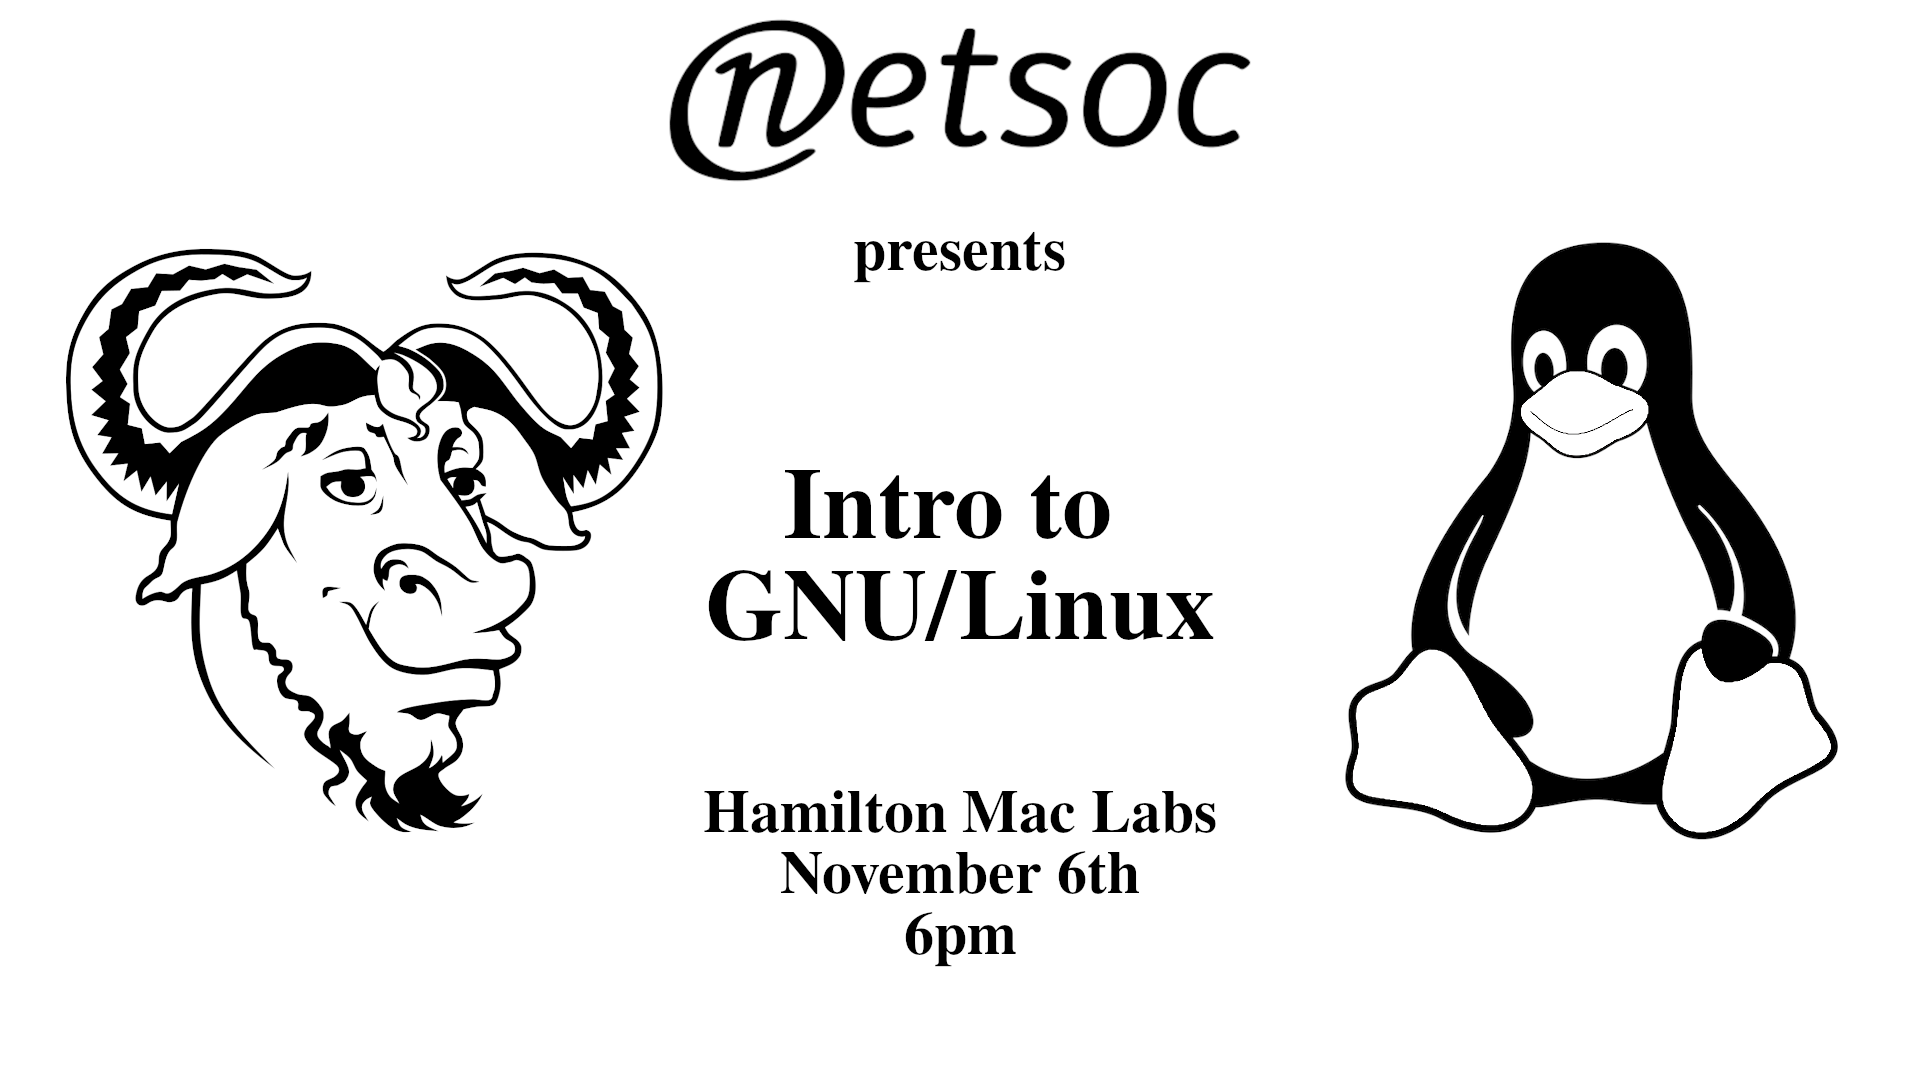 netsoc
presents
Intro to
GNU/Linux
Hamilton Mac Labs
November 6th
6pm